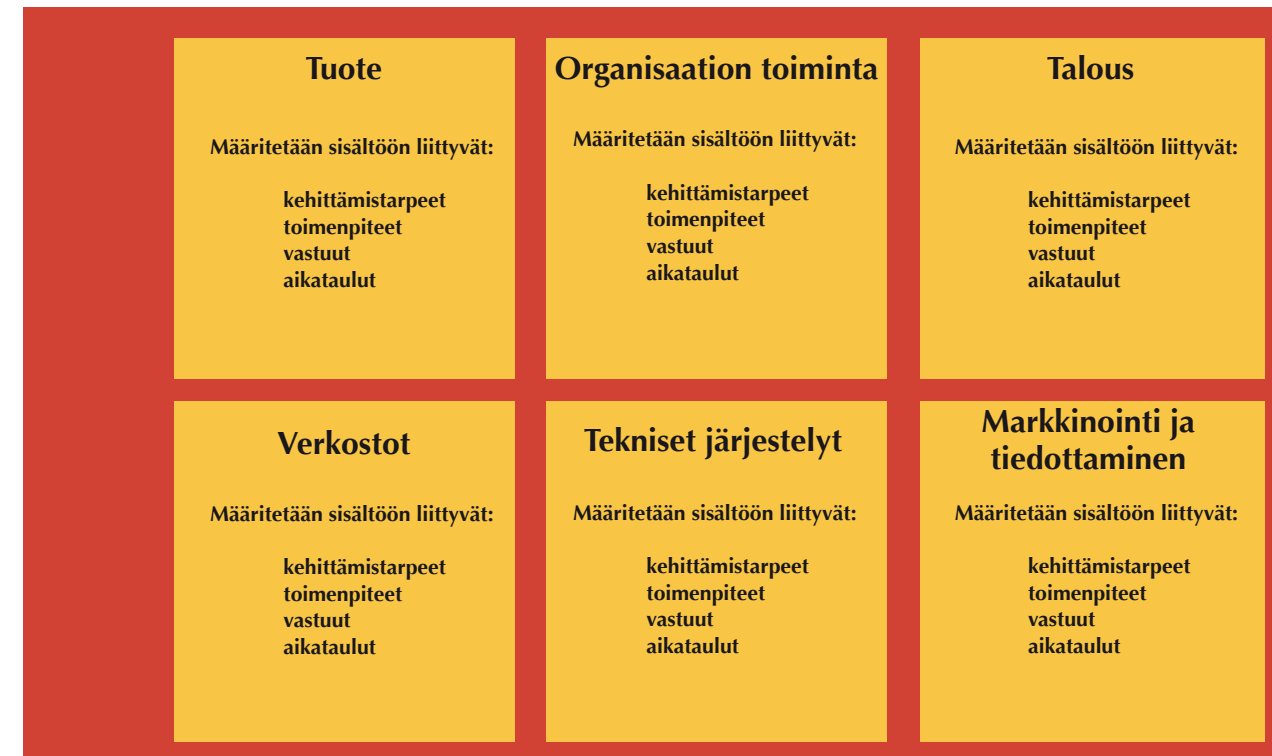 Tuote
Määritetään sisältöön liittyvät:
kehittämistarpeet
toimenpiteet
vastuut
aikataulut
Organisaation toiminta
Määritetään sisältöön liittyvät:
kehittämistarpeet
toimenpiteet
vastuut
aikataulut
Talous
Määritetään sisältöön liittyvät:
kehittämistarpeet
toimenpiteet
vastuut
aikataulut
Verkostot
Määritetään sisältöön liittyvät:
kehittämistarpeet
toimenpiteet
vastuut
aikataulut
Tekniset järjestelyt
Määritetään sisältöön liittyvät:
kehittämistarpeet
toimenpiteet
vastuut
aikataulut
Markkinointi ja
tiedottaminen
Määritetään sisältöön liittyvät:
kehittämistarpeet
toimenpiteet
vastuut
aikataulut